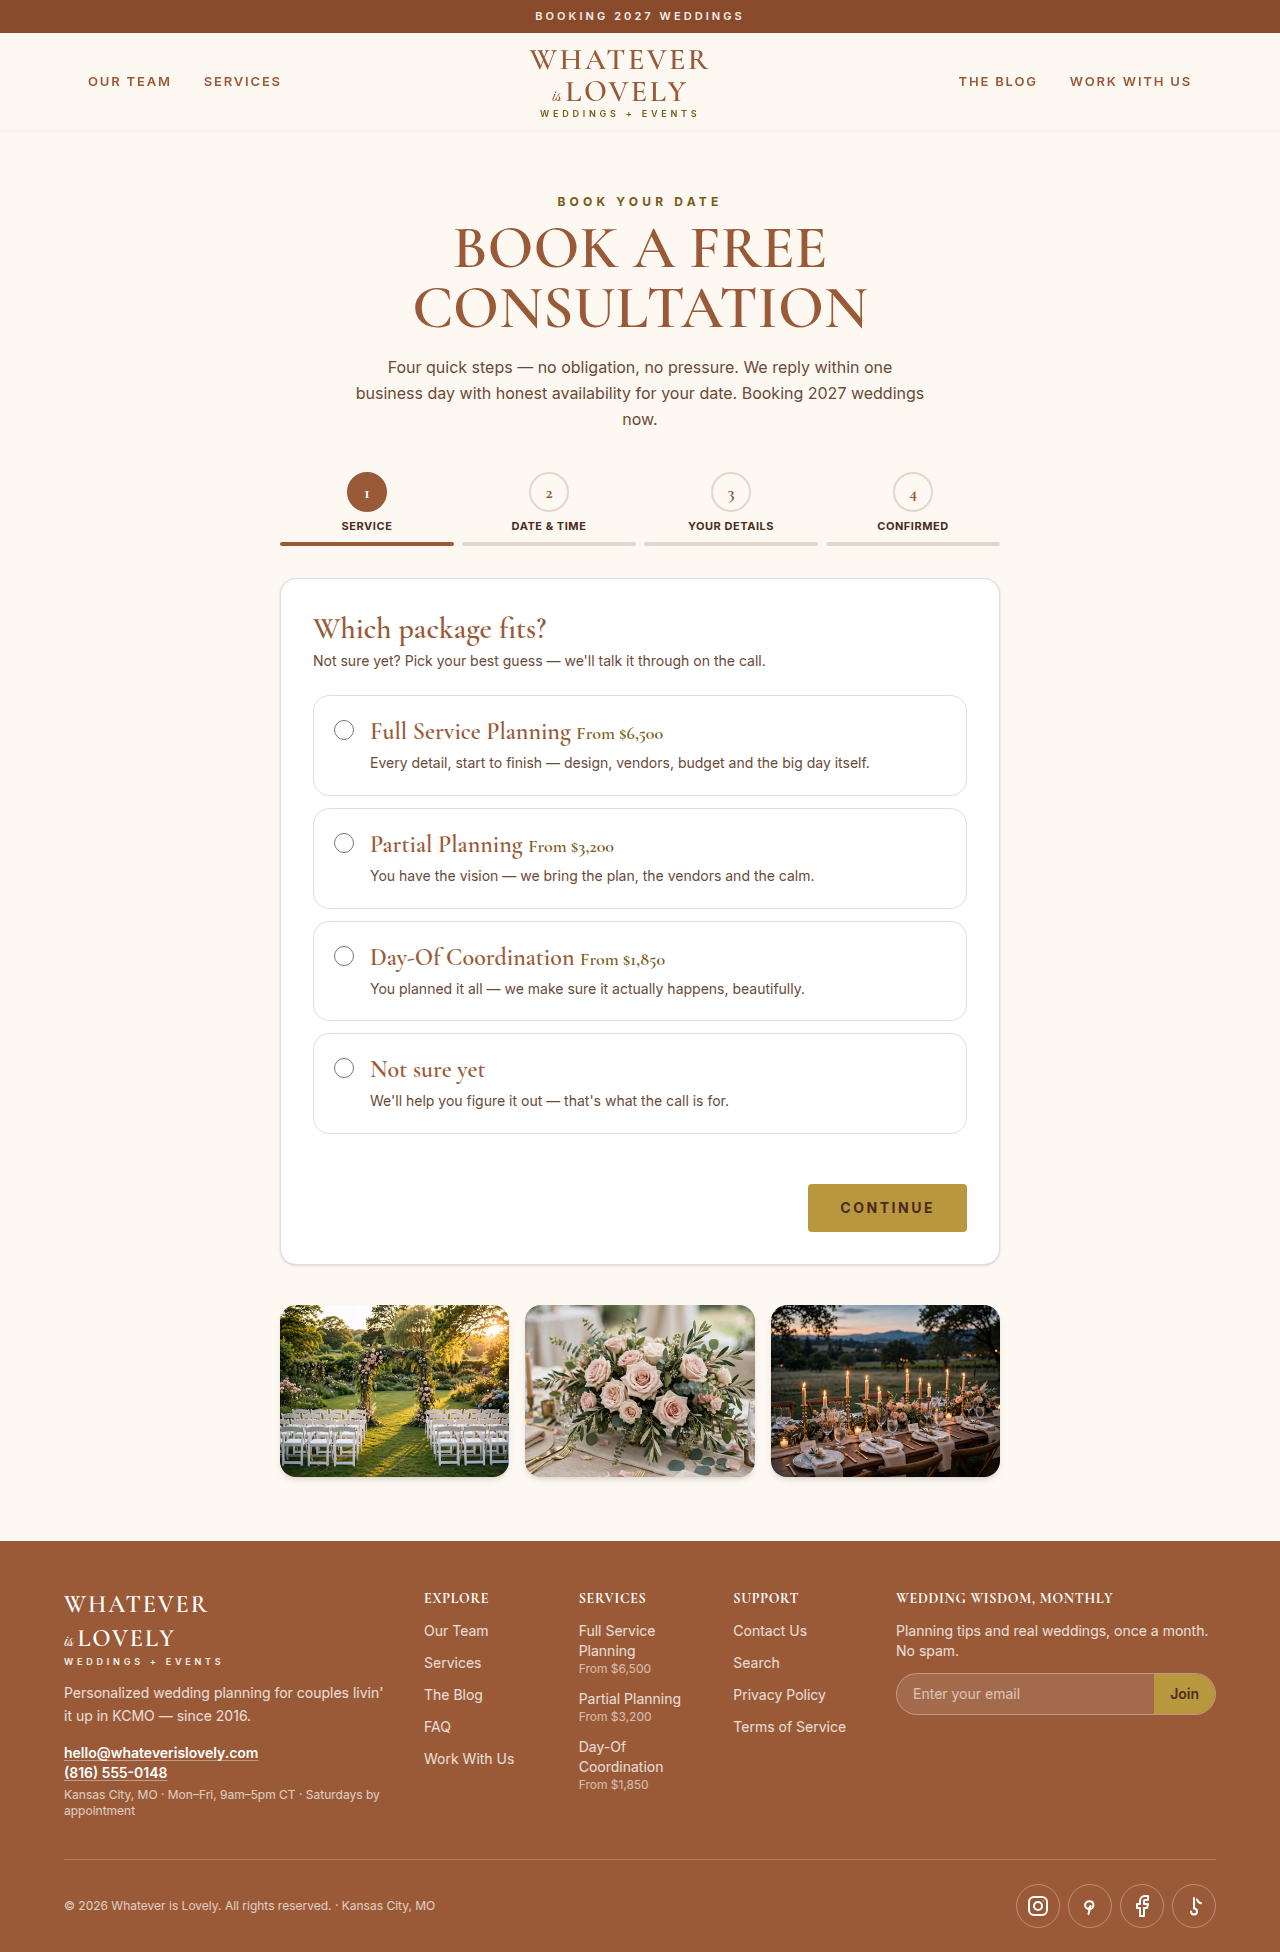 BOOKING 2027 WEDDINGS
OUR TEAM SERVICES
WHATEVER
is LOVELY
WEDDINGS + EVENTS
THE BLOG WORK WITH US
BOOK YOUR DATE
BOOK A FREE
CONSULTATION
Four quick steps — no obligation, no pressure. We reply within one
business day with honest availability for your date. Booking 2027 weddings
now.
1 2 3 4
SERVICE DATE & TIME YOUR DETAILS CONFIRMED
Which package fits?
Not sure yet? Pick your best guess — we'll talk it through on the call.
Full Service Planning From $6,500
Every detail, start to finish — design, vendors, budget and the big day itself.
Partial Planning From $3,200
You have the vision — we bring the plan, the vendors and the calm.
Day-Of Coordination From $1,850
You planned it all — we make sure it actually happens, beautifully.
Not sure yet
We'll help you figure it out — that's what the call is for.
CONTINUE
WHATEVER
is LOVELY
WEDDINGS + EVENTS
Personalized wedding planning for couples livin'
it up in KCMO — since 2016.
hello@whateverislovely.com
(816) 555-0148
Kansas City, MO · Mon–Fri, 9am–5pm CT · Saturdays by
appointment
EXPLORE
Our Team
Services
The Blog
FAQ
Work With Us
SERVICES
Full Service
Planning
From $6,500
Partial Planning
From $3,200
Day-Of
Coordination
From $1,850
SUPPORT
Contact Us
Search
Privacy Policy
Terms of Service
WEDDING WISDOM, MONTHLY
Planning tips and real weddings, once a month.
No spam.
Enter your email Join
© 2026 Whatever is Lovely. All rights reserved. · Kansas City, MO